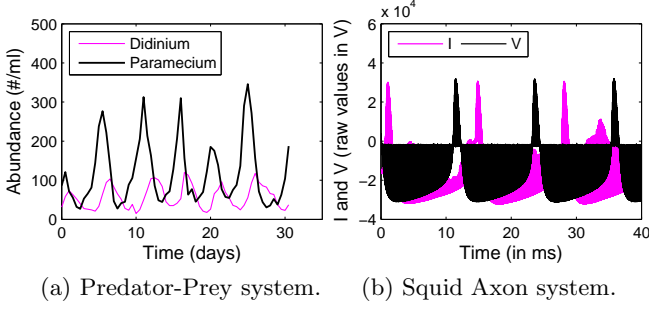 500
400
300
200
100
0
Abundance (#/ml)
Didinium
Paramecium
0 10 20 30
Time (days)
(a) Predator-Prey system.
x 10⁴
6
4
2
0
−2
−4
I and V (raw values in V)
I V
0 10 20 30 40
Time (in ms)
(b) Squid Axon system.